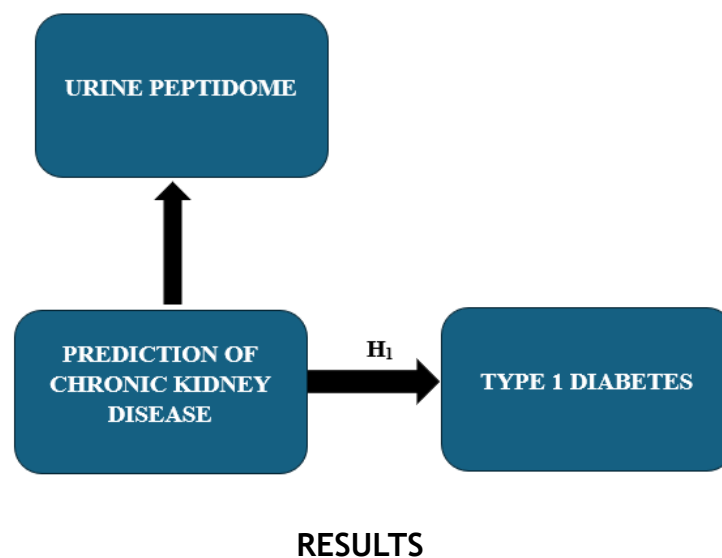 URINE PEPTIDOME
PREDICTION OF
CHRONIC KIDNEY
DISEASE
H₁
TYPE 1 DIABETES
RESULTS